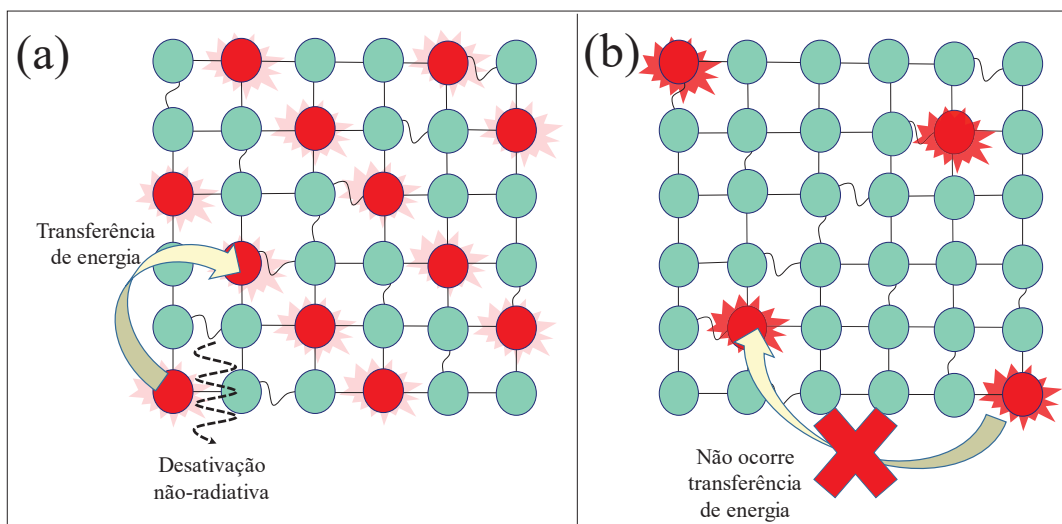 (a)
Transferência
de energia
Desativação
não-radiativa
(b)
Não ocorre
transferência
de energia